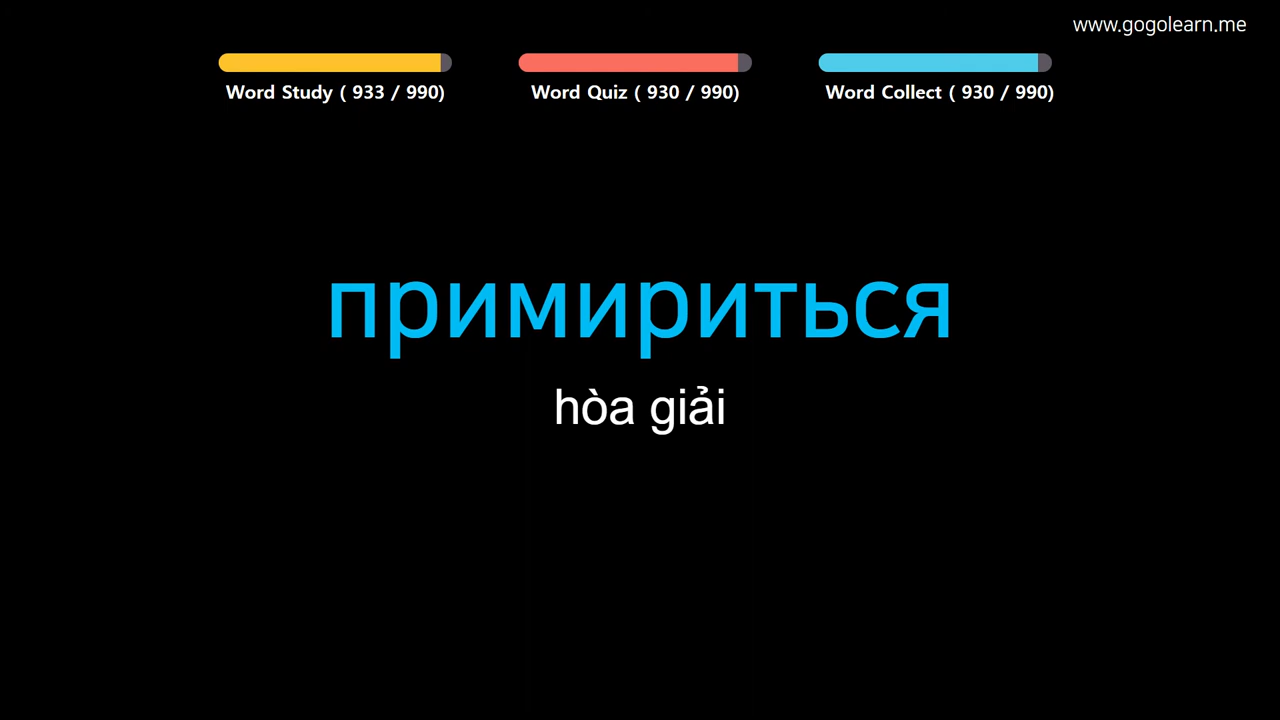 www.gogolearn.me
Word Study ( 933 / 990)
Word Quiz ( 930 / 990)
Word Collect ( 930 / 990)
примириться
hòa giải